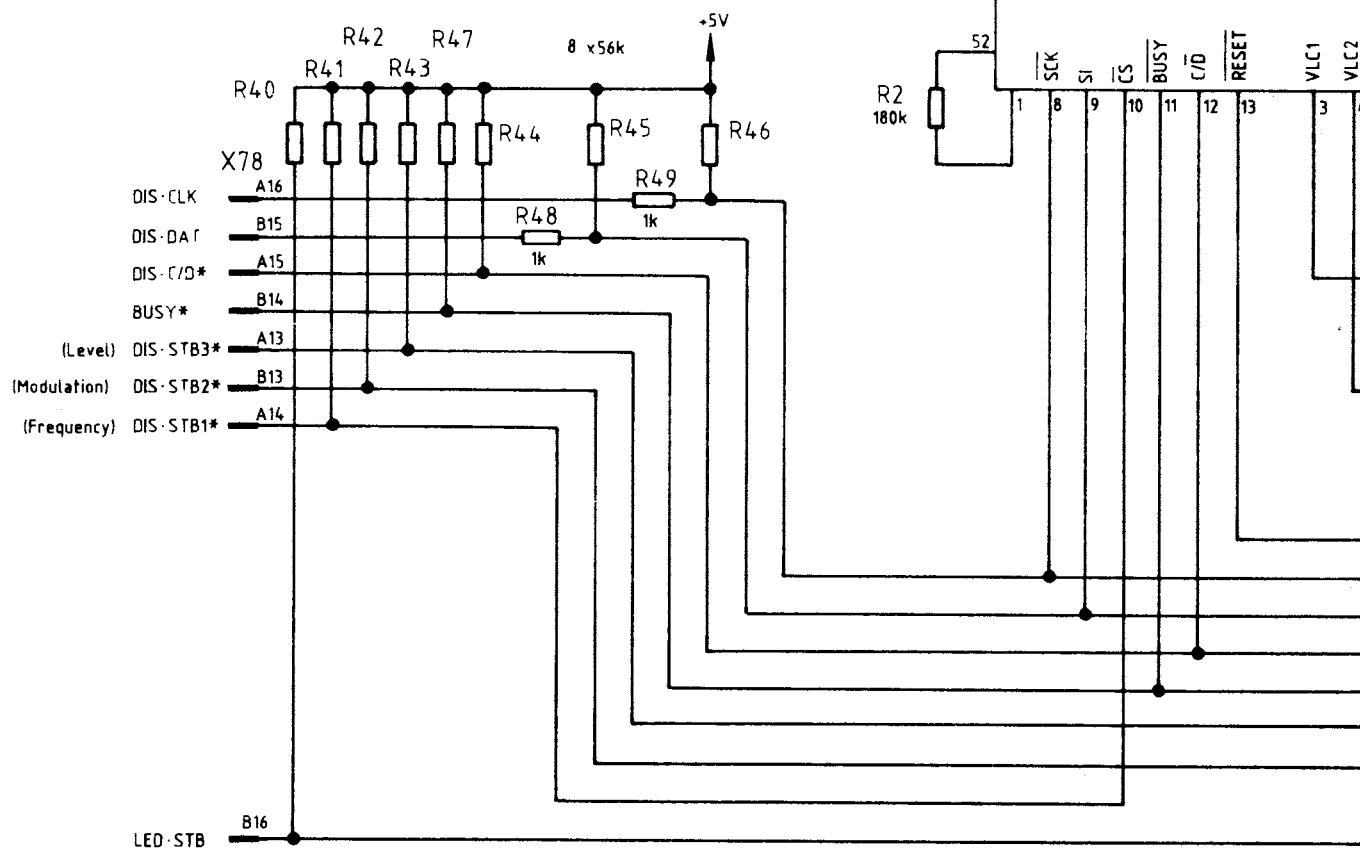 +5V
R42
R47
8 x56k
R41
R43
R40
R44
R45
R46
X78
DIS·CLK
A16
R49
1k
DIS·DAT
B15
R48
1k
DIS·C/D*
A15
BUSY*
B14
(Level) DIS·STB3*
A13
(Modulation) DIS·STB2*
B13
(Frequency) DIS·STB1*
A14
LED·STB
B16
52
R2
180k
1
SCK
8
SI
9
CS
10
BUSY
11
C/D
12
RESET
13
VLC1
3
VLC2